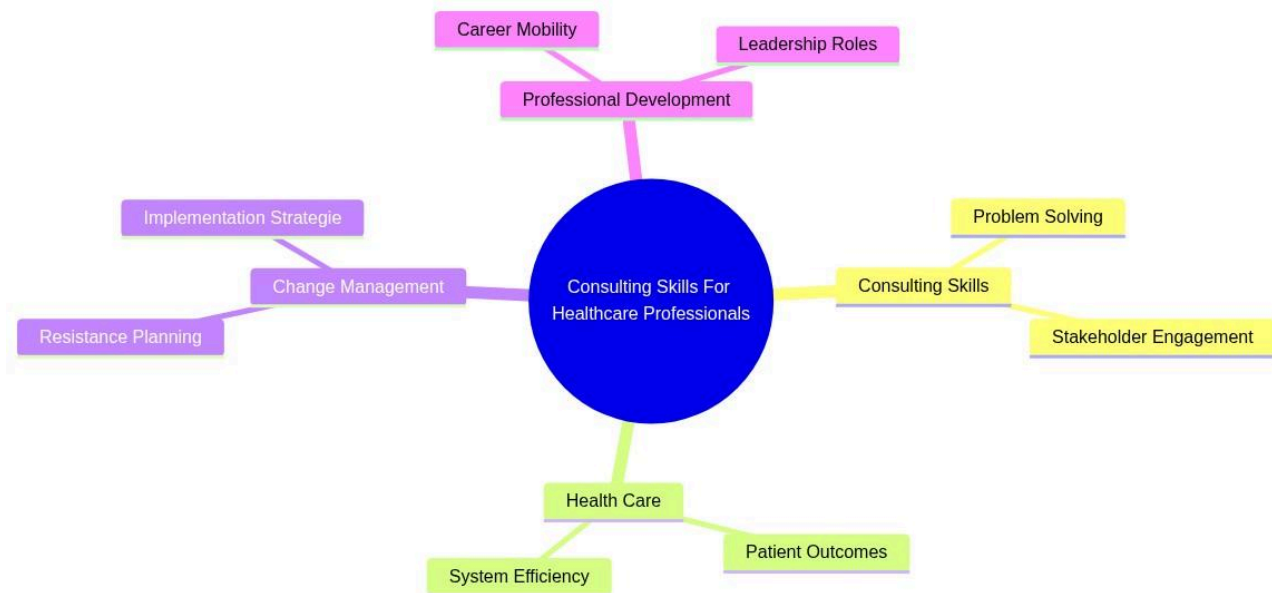 Career Mobility
Leadership Roles
Professional Development
Implementation Strategie
Problem Solving
Change Management
Consulting Skills For
Healthcare Professionals
Consulting Skills
Resistance Planning
Stakeholder Engagement
Health Care
Patient Outcomes
System Efficiency